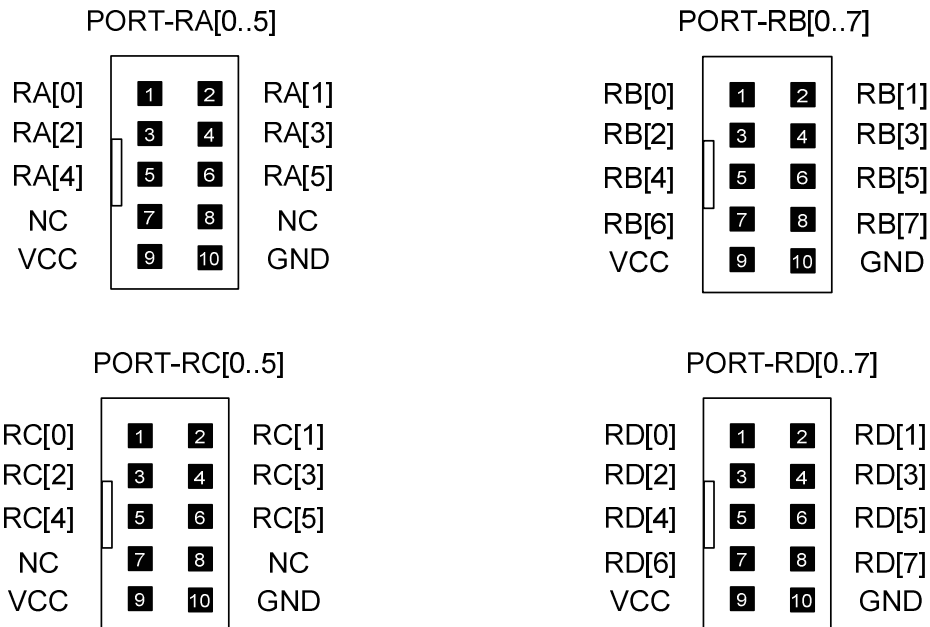 PORT-RA[0..5]
RA[0] 1 2 RA[1]
RA[2] 3 4 RA[3]
RA[4] 5 6 RA[5]
NC 7 8 NC
VCC 9 10 GND
PORT-RB[0..7]
RB[0] 1 2 RB[1]
RB[2] 3 4 RB[3]
RB[4] 5 6 RB[5]
RB[6] 7 8 RB[7]
VCC 9 10 GND
PORT-RC[0..5]
RC[0] 1 2 RC[1]
RC[2] 3 4 RC[3]
RC[4] 5 6 RC[5]
NC 7 8 NC
VCC 9 10 GND
PORT-RD[0..7]
RD[0] 1 2 RD[1]
RD[2] 3 4 RD[3]
RD[4] 5 6 RD[5]
RD[6] 7 8 RD[7]
VCC 9 10 GND